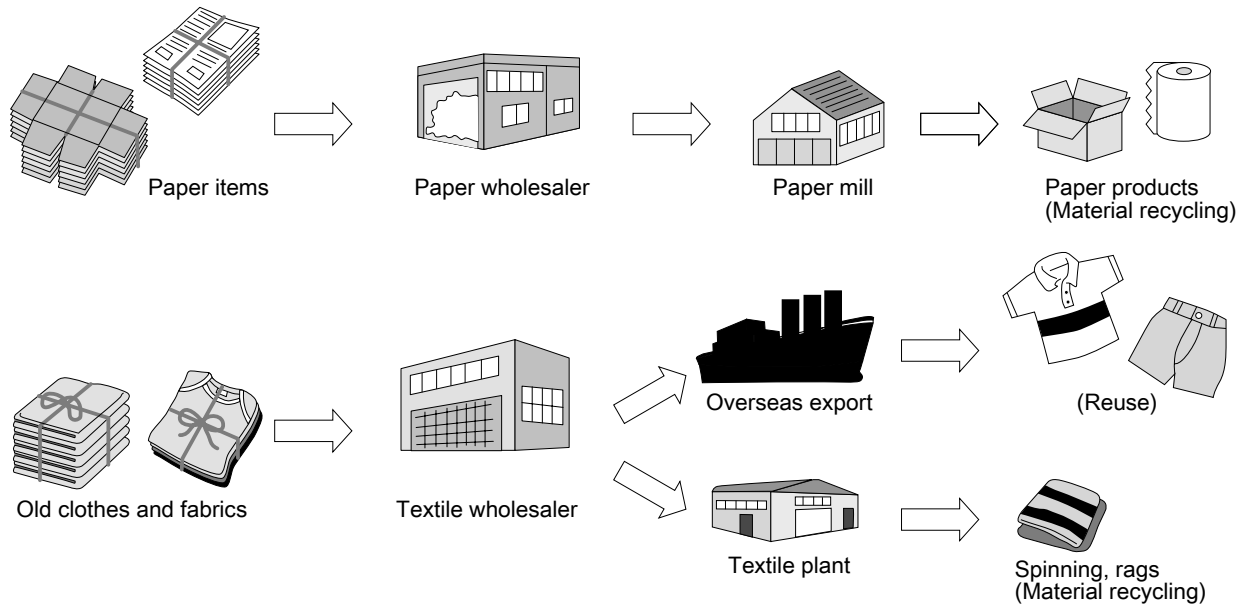 Paper items
Paper wholesaler
Paper mill
Paper products
(Material recycling)
Old clothes and fabrics
Textile wholesaler
Overseas export
(Reuse)
Textile plant
Spinning, rags
(Material recycling)